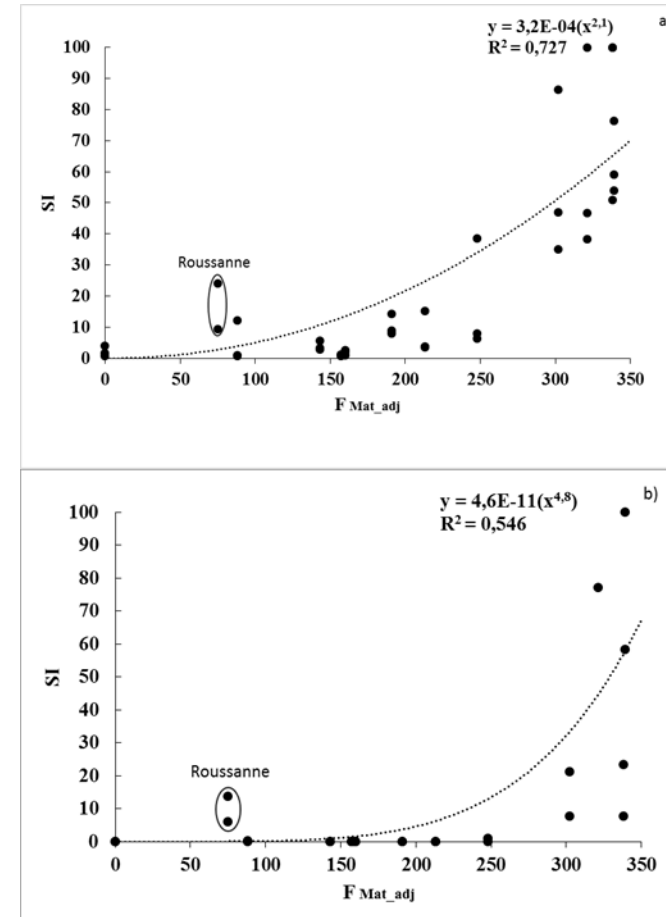 a
y = 3,2E-04(x^2,1)
R² = 0,727
100
90
80
70
60
50
40
30
20
10
0
SI
Roussanne
0 50 100 150 200 250 300 350
F Mat_adj
b)
y = 4,6E-11(x^4,8)
R² = 0,546
100
90
80
70
60
50
40
30
20
10
0
SI
Roussanne
0 50 100 150 200 250 300 350
F Mat_adj